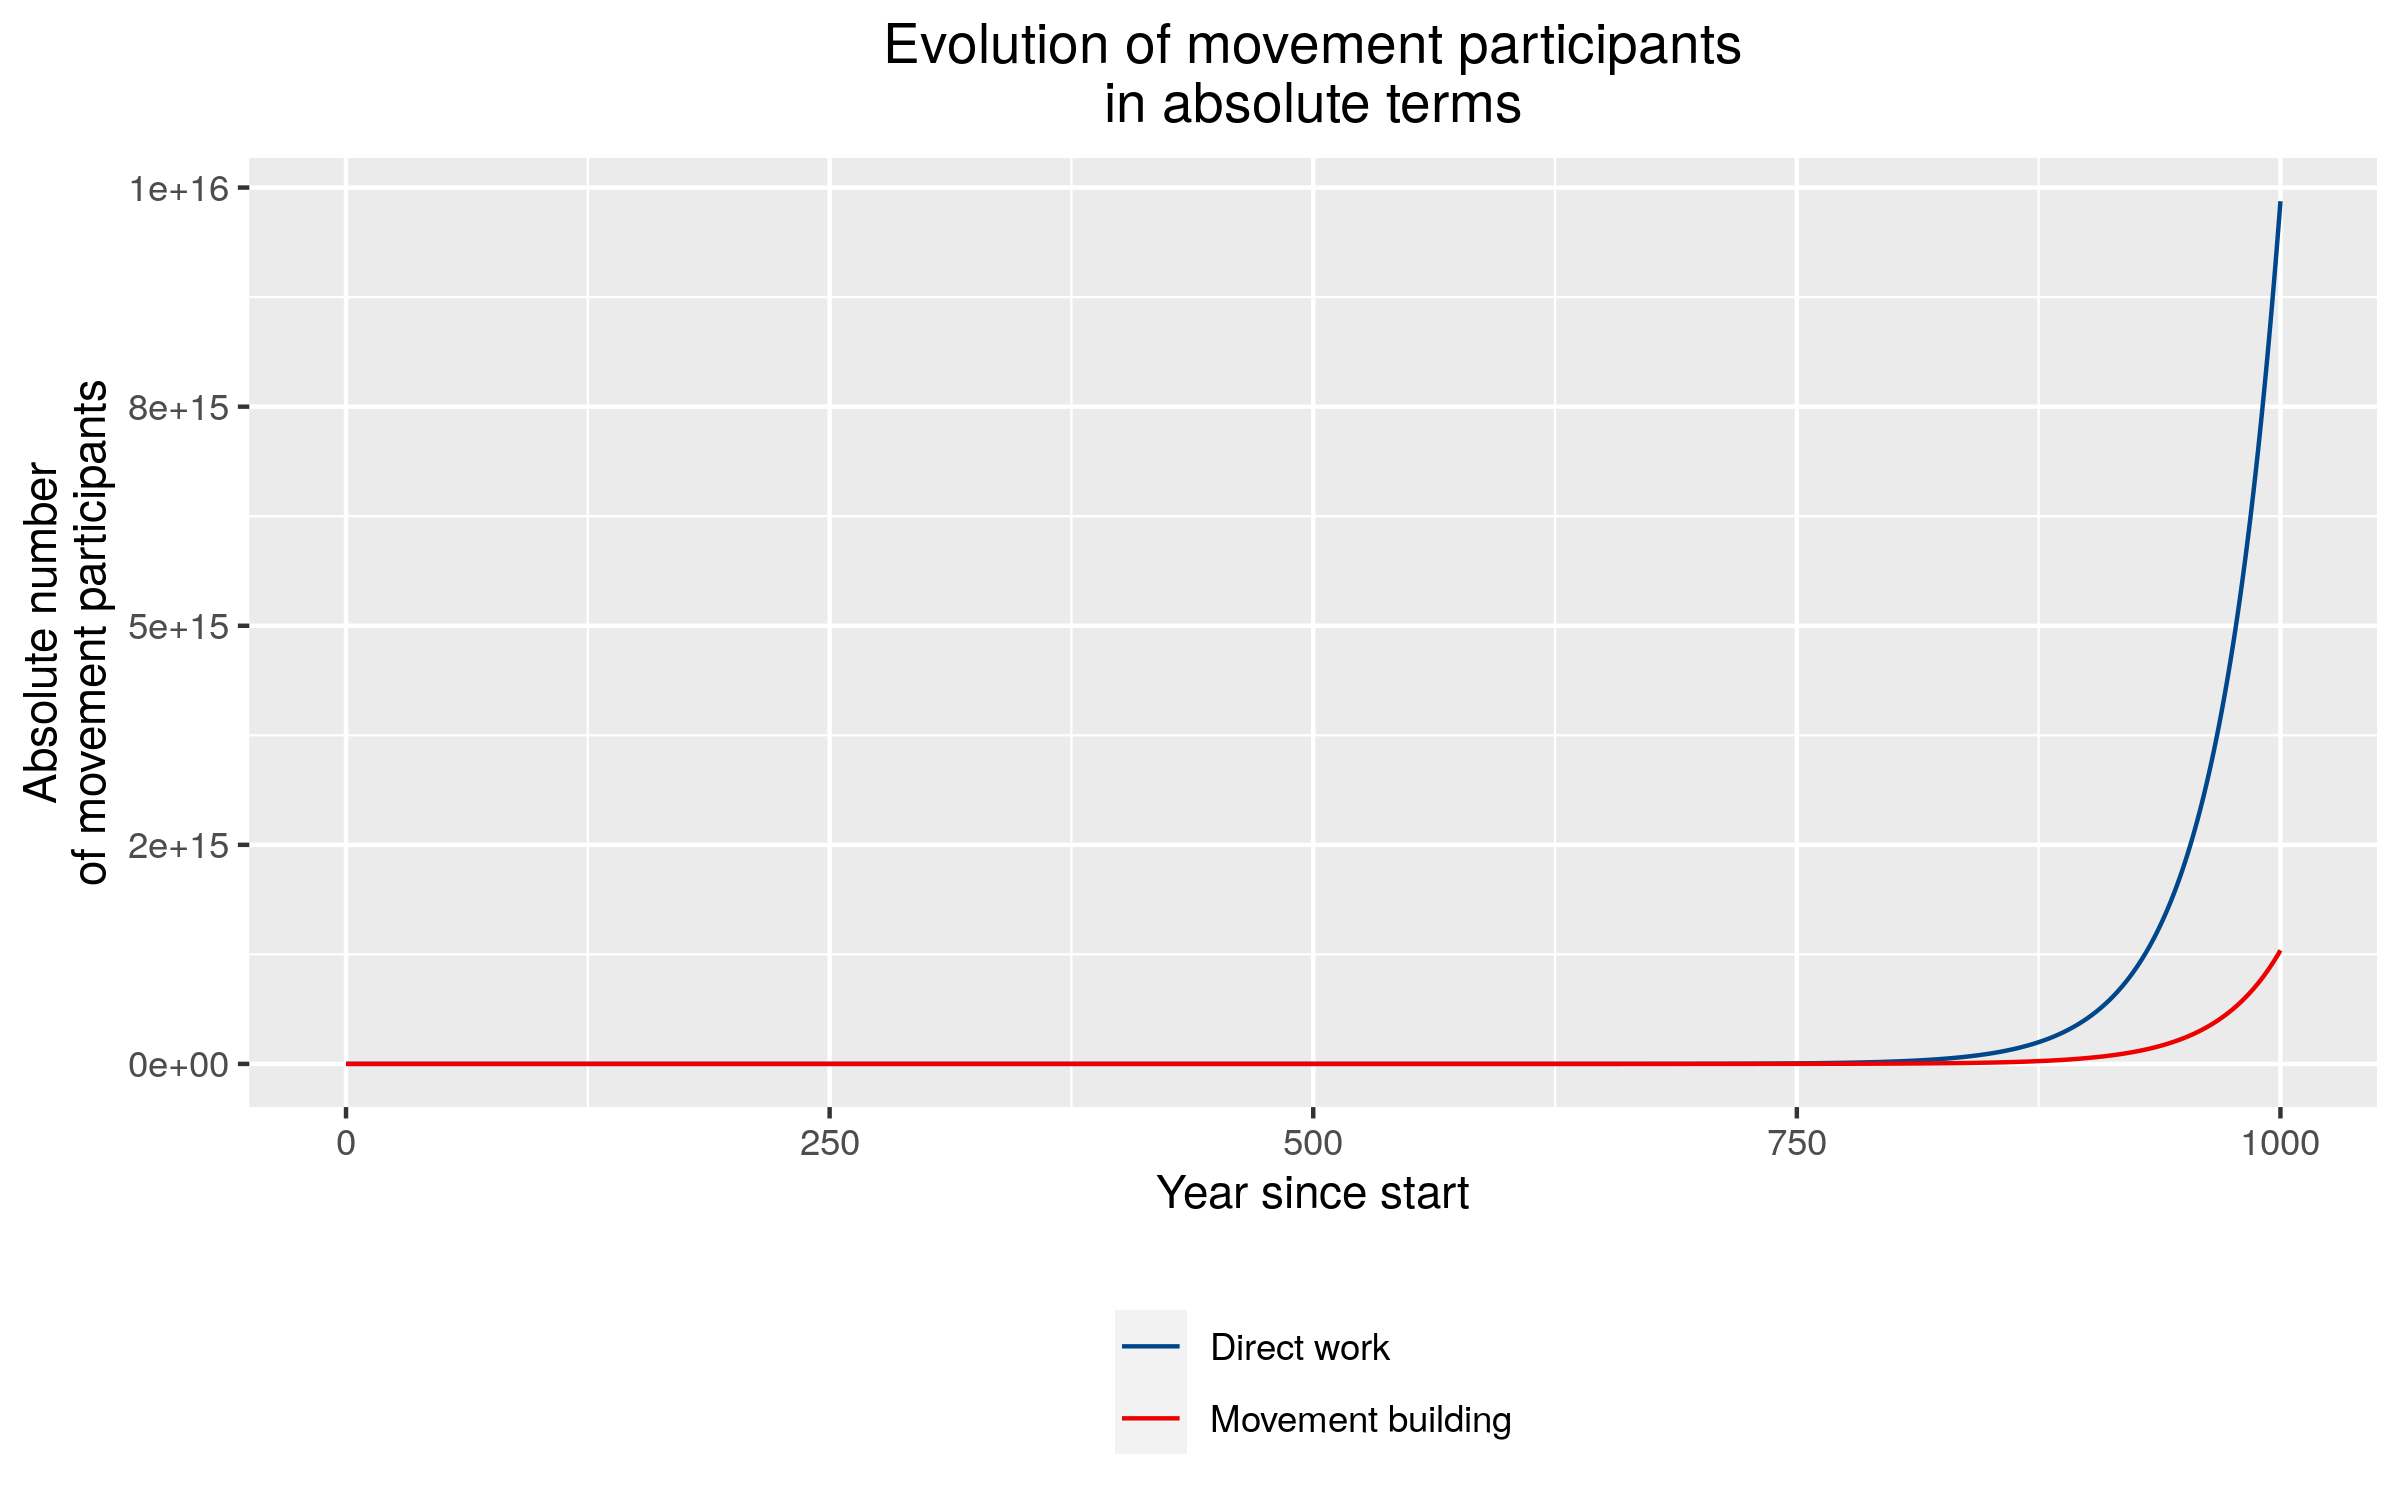 Evolution of movement participants
in absolute terms
Absolute number
of movement participants
1e+16
8e+15
5e+15
2e+15
0e+00
0
250
500
750
1000
Year since start
Direct work
Movement building